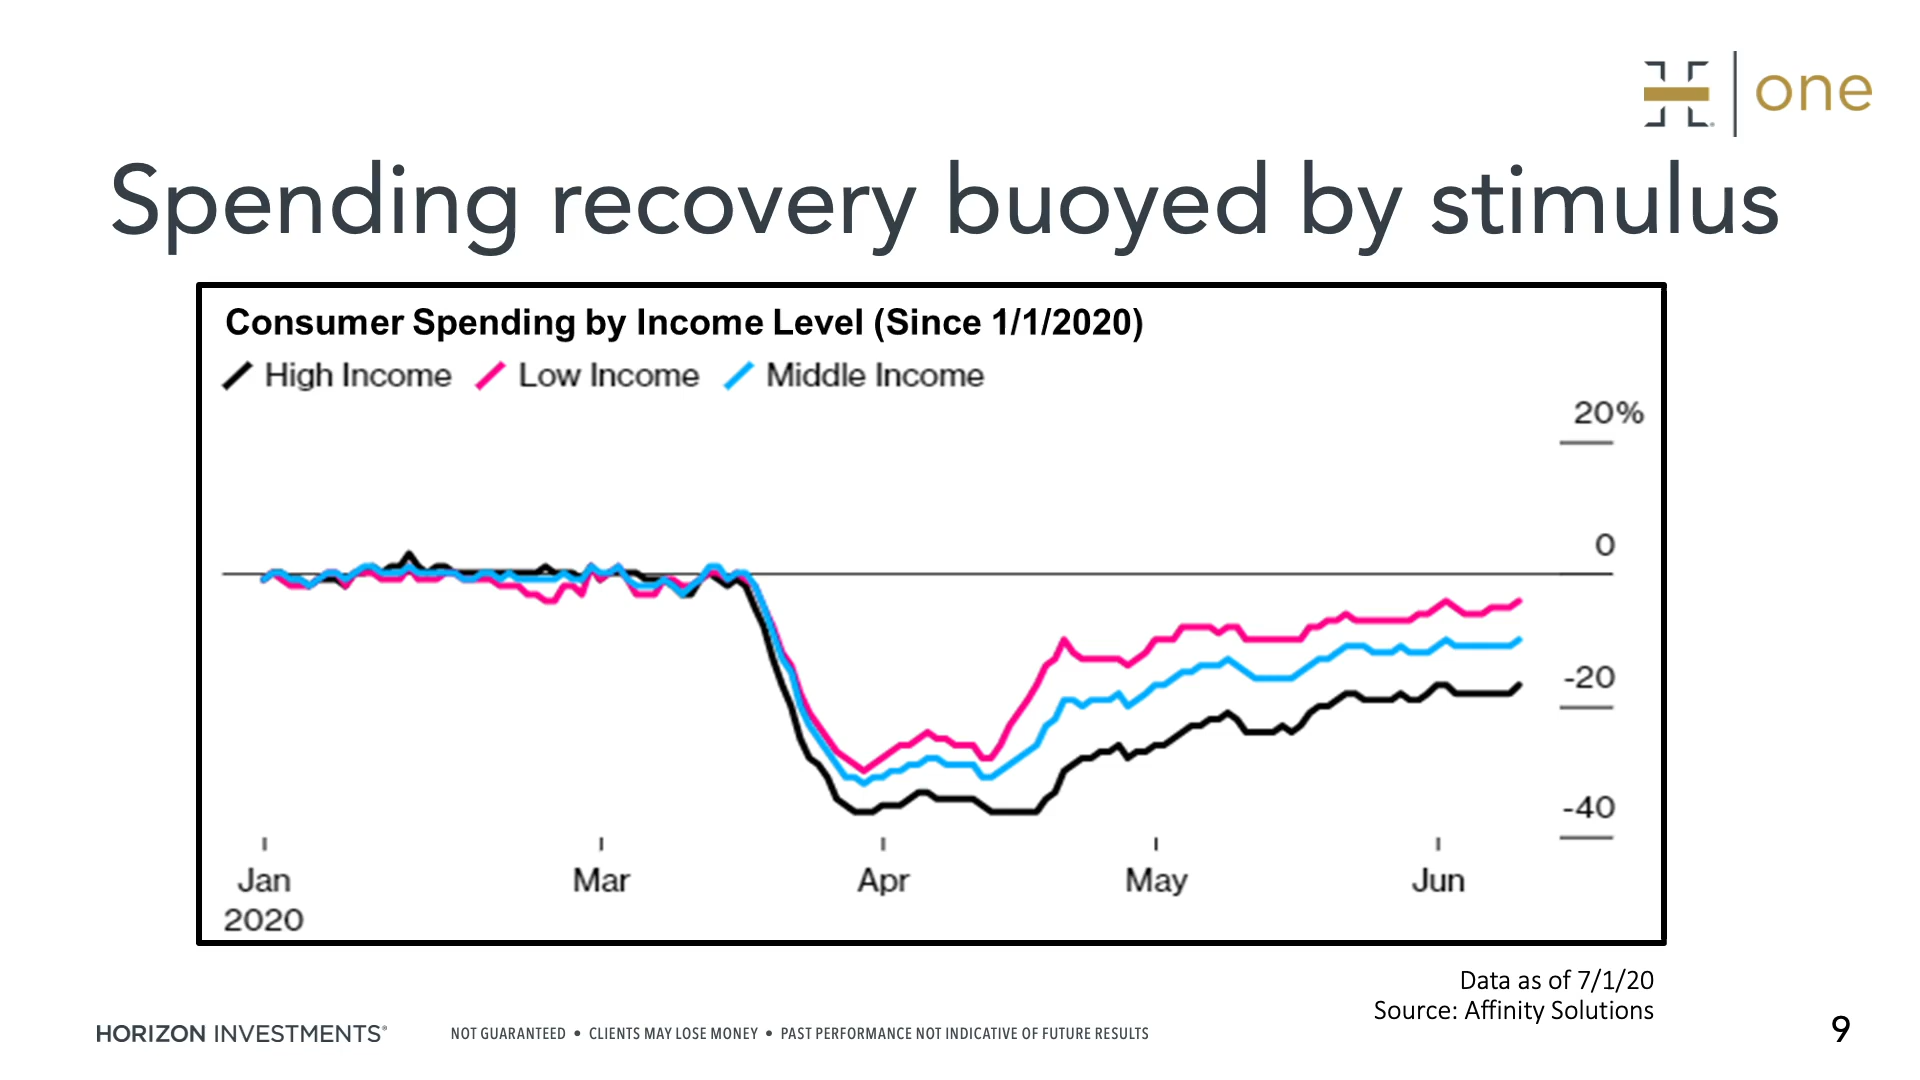 one
Spending recovery buoyed by stimulus
Consumer Spending by Income Level (Since 1/1/2020)
High Income Low Income Middle Income
20%
0
-20
-40
Jan Mar Apr May Jun
2020
Data as of 7/1/20
Source: Affinity Solutions
HORIZON INVESTMENTS® NOT GUARANTEED • CLIENTS MAY LOSE MONEY • PAST PERFORMANCE NOT INDICATIVE OF FUTURE RESULTS
9